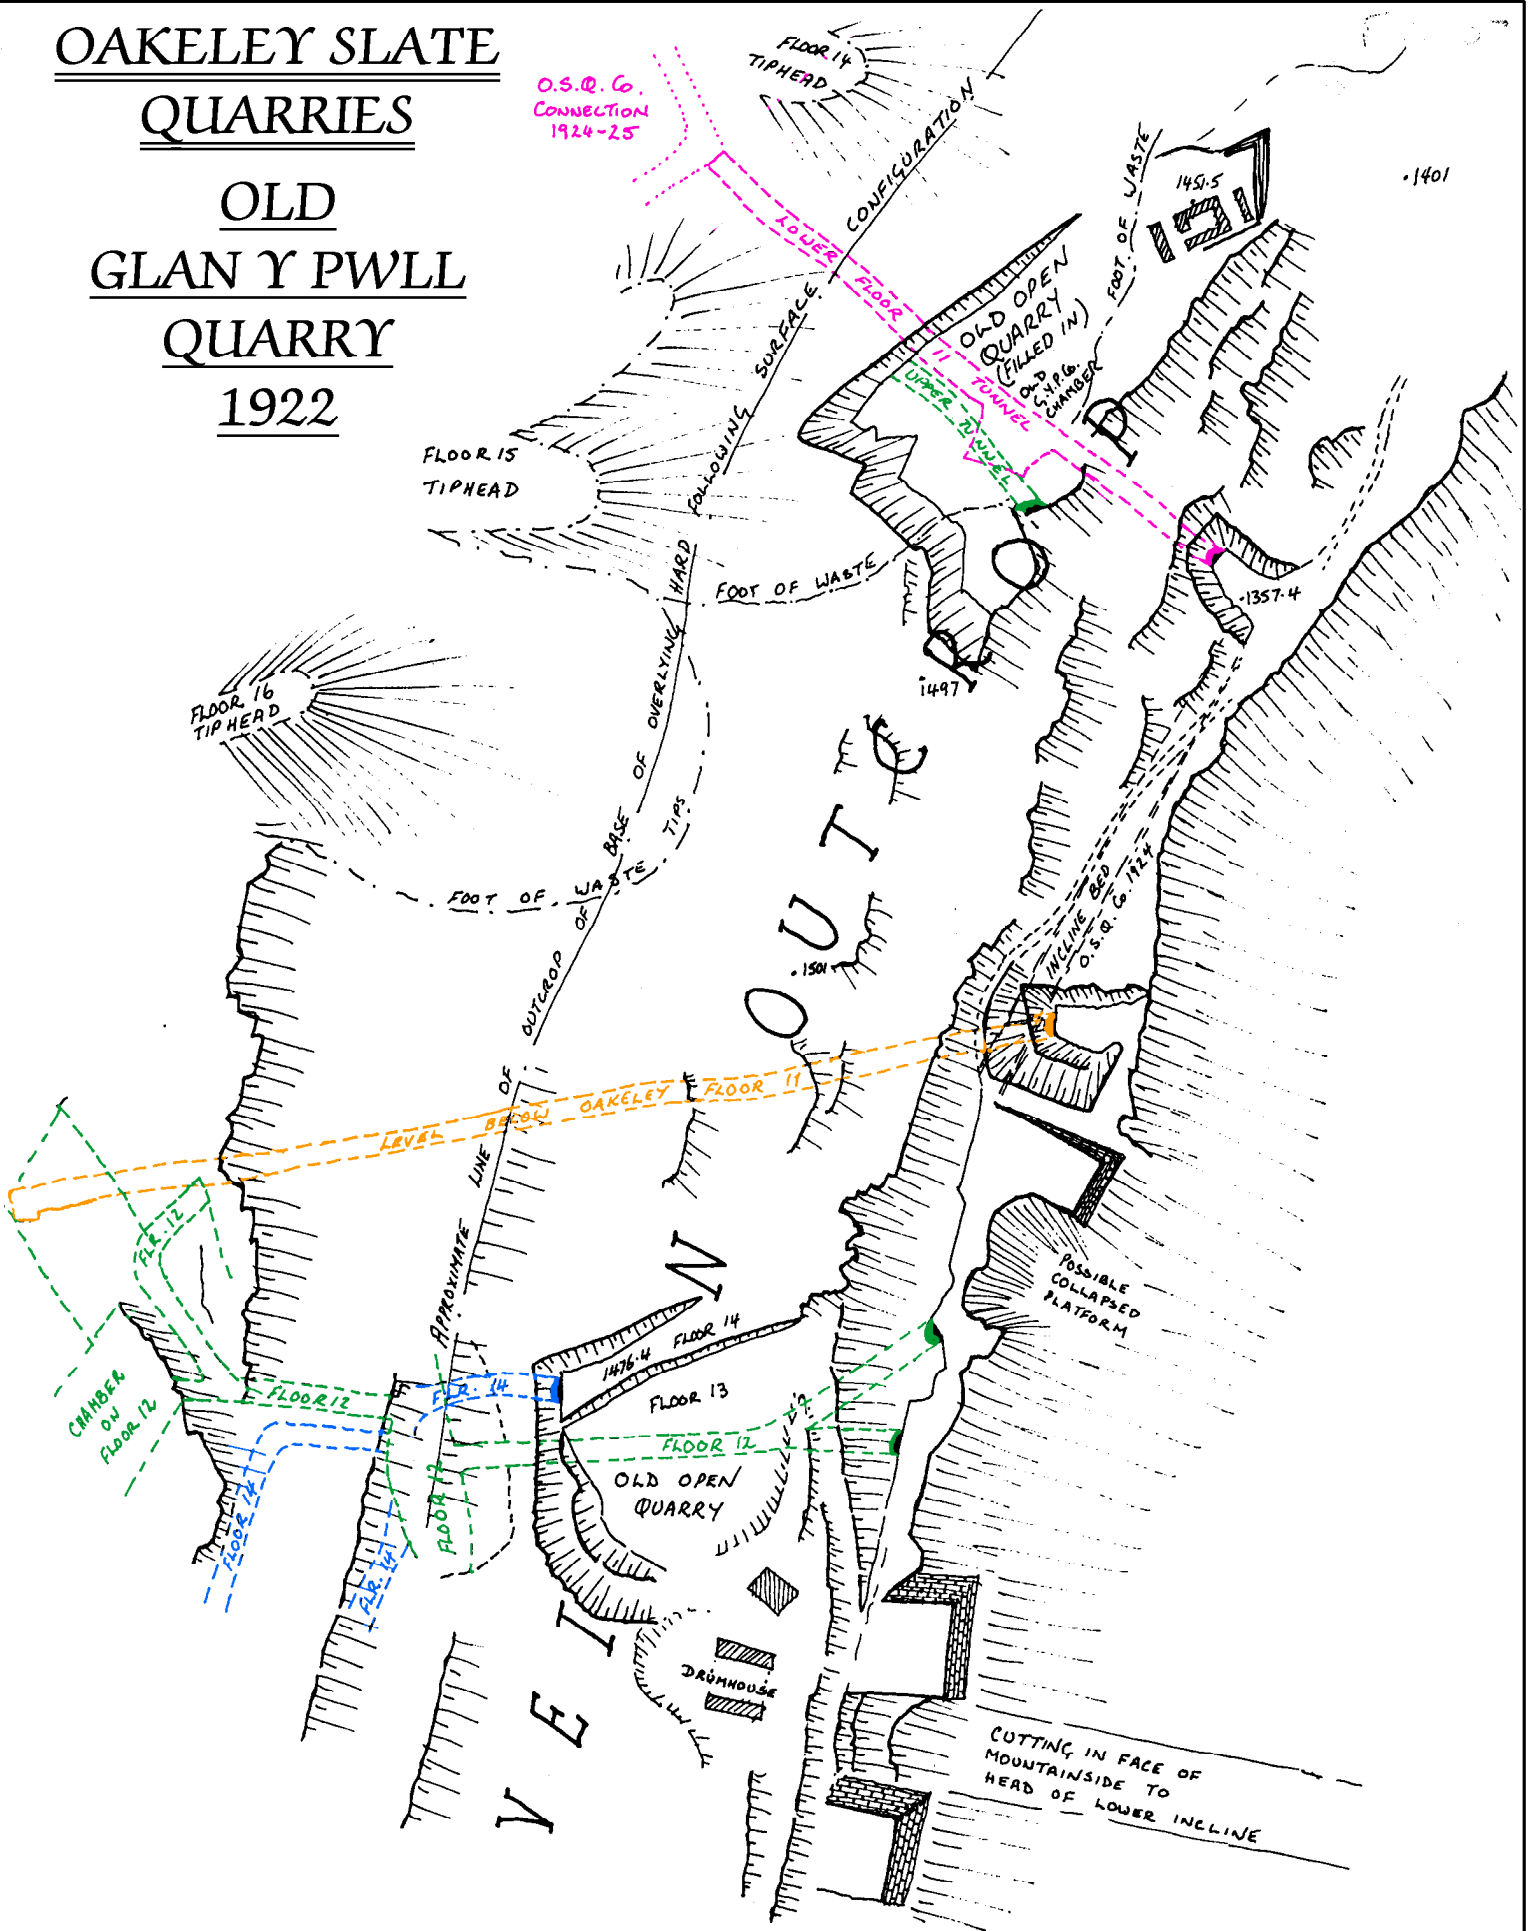 OAKELEY SLATE
QUARRIES
OLD
GLAN Y PWLL
QUARRY
1922
O.S.Q. Co.
CONNECTION
1924-25
FLOOR 14
TIPHEAD
APPROXIMATE LINE OF OUTCROP OF BASE OF OVERLYING HARD FOLLOWING SURFACE CONFIGURATION
FOOT OF WASTE
1451.5
.1401
LOWER FLOOR 11 TUNNEL
OLD OPEN
QUARRY
(FILLED IN)
OLD
G.Y.P.Co.
CHAMBER
UPPER TUNNEL
FLOOR 15
TIPHEAD
FOOT OF WASTE
.1357.4
FLOOR 16
TIPHEAD
1497
FOOT OF WASTE TIPS
VEIN OUTCROP
.1501
INCLINE BED
O.S.Q. Co. 1924
LEVEL BELOW OAKELEY FLOOR 11
FLR. 12
POSSIBLE
COLLAPSED
PLATFORM
FLOOR 14
1476.4
FLOOR 13
FLR. 14
FLOOR 12
CHAMBER
ON
FLOOR 12
FLOOR 12
FLOOR 12
FLOOR 14
FLR. 14
OLD OPEN
QUARRY
DRUMHOUSE
CUTTING IN FACE OF
MOUNTAINSIDE TO
HEAD OF LOWER INCLINE